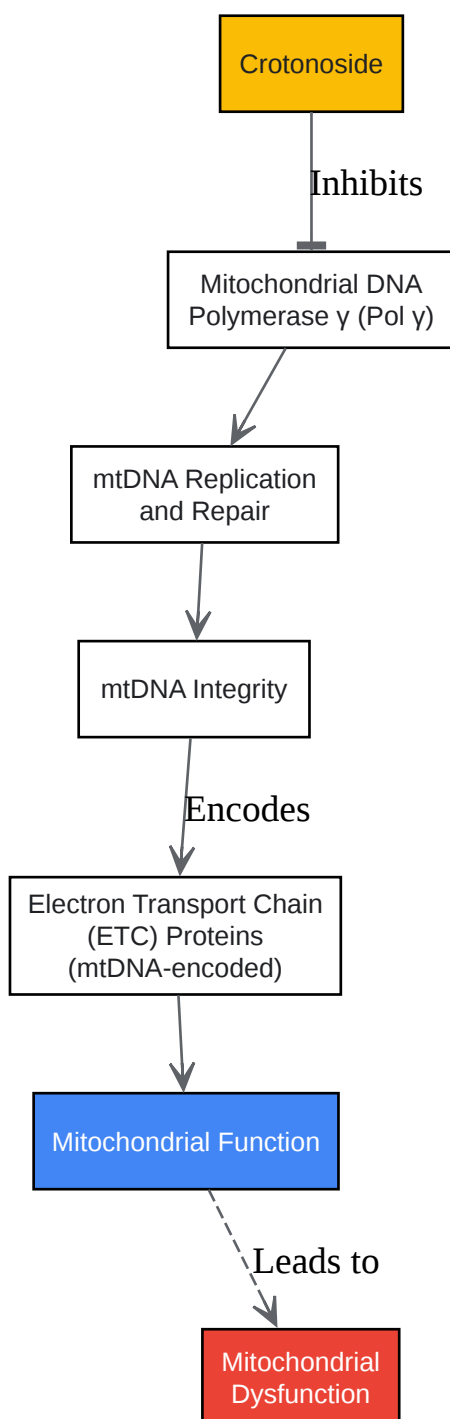 Crotonoside
Inhibits
Mitochondrial DNA
Polymerase γ (Pol γ)
mtDNA Replication
and Repair
mtDNA Integrity
Encodes
Electron Transport Chain
(ETC) Proteins
(mtDNA-encoded)
Mitochondrial Function
Leads to
Mitochondrial
Dysfunction